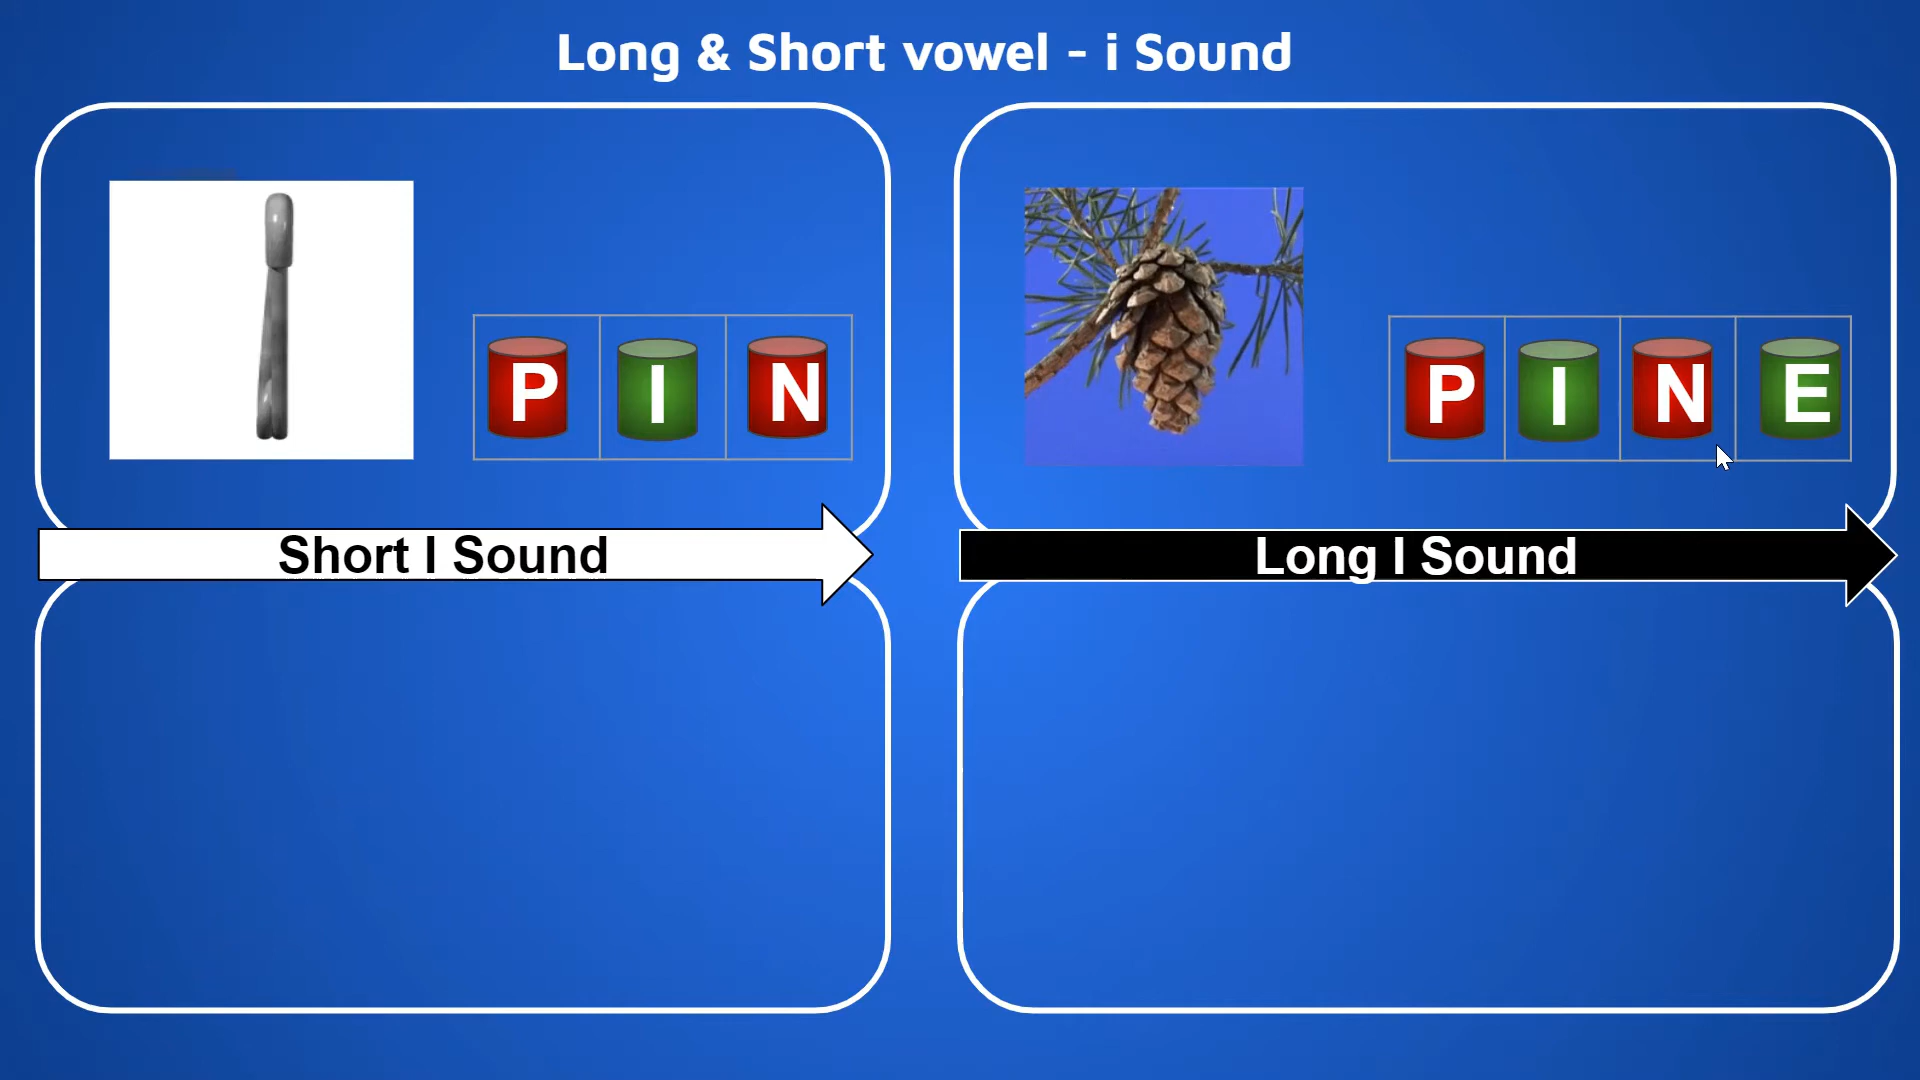 Long & Short vowel - i Sound
P I N
P I N E
Short I Sound
Long I Sound